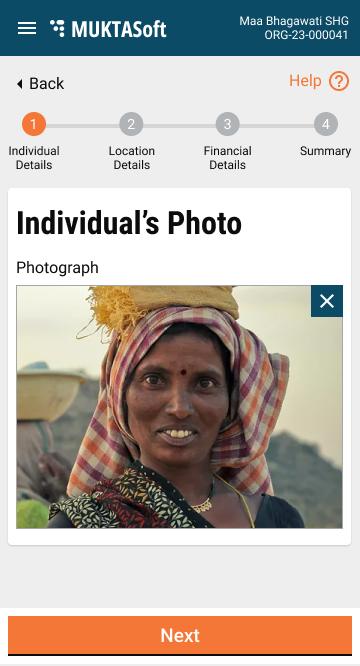 MUKTASoft
Maa Bhagawati SHG
ORG-23-000041
Back
Help ?
1 2 3 4
Individual Details
Location Details
Financial Details
Summary
Individual's Photo
Photograph
Next